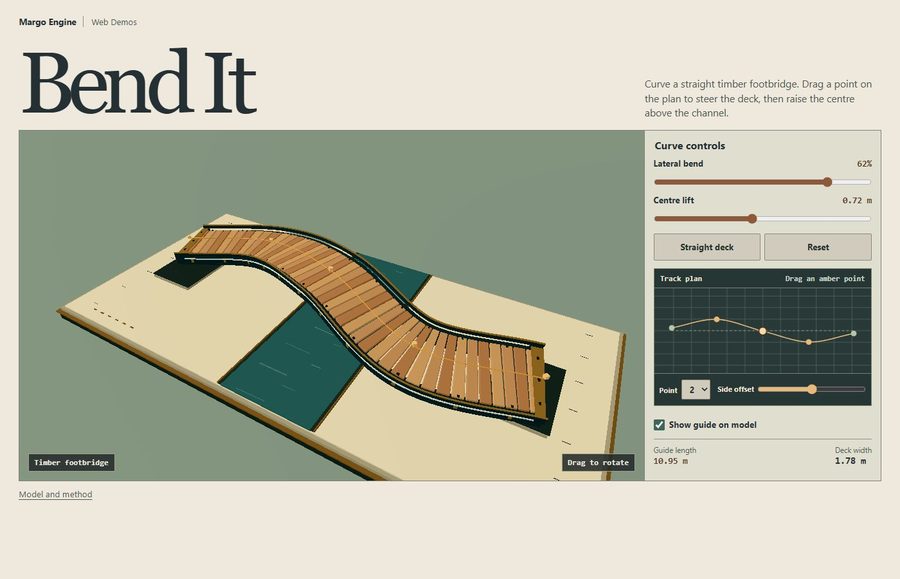 Margo Engine Web Demos
Bend It
Curve a straight timber footbridge. Drag a point on
the plan to steer the deck, then raise the centre
above the channel.
Timber footbridge
Drag to rotate
Curve controls
Lateral bend 62%
Centre lift 0.72 m
Straight deck Reset
Track plan Drag an amber point
Point 2 Side offset
Show guide on model
Guide length Deck width
10.95 m 1.78 m
Model and method